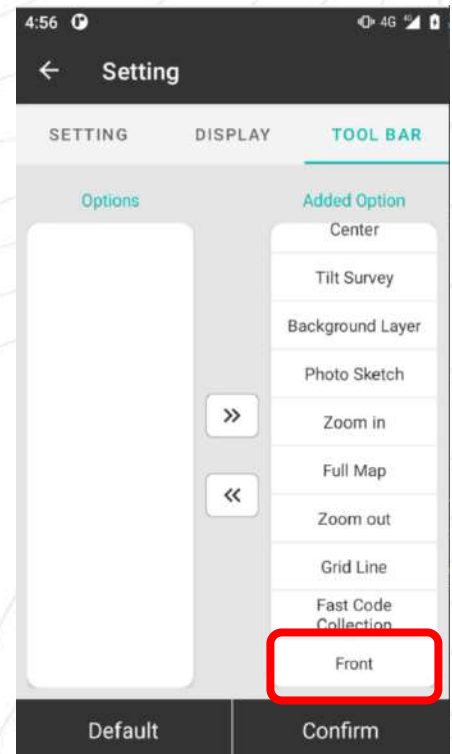 4:56 4G
Setting
SETTING DISPLAY TOOL BAR
Options Added Option
Center
Tilt Survey
Background Layer
Photo Sketch
»
Zoom in
Full Map
«
Zoom out
Grid Line
Fast Code
Collection
Front
Default Confirm